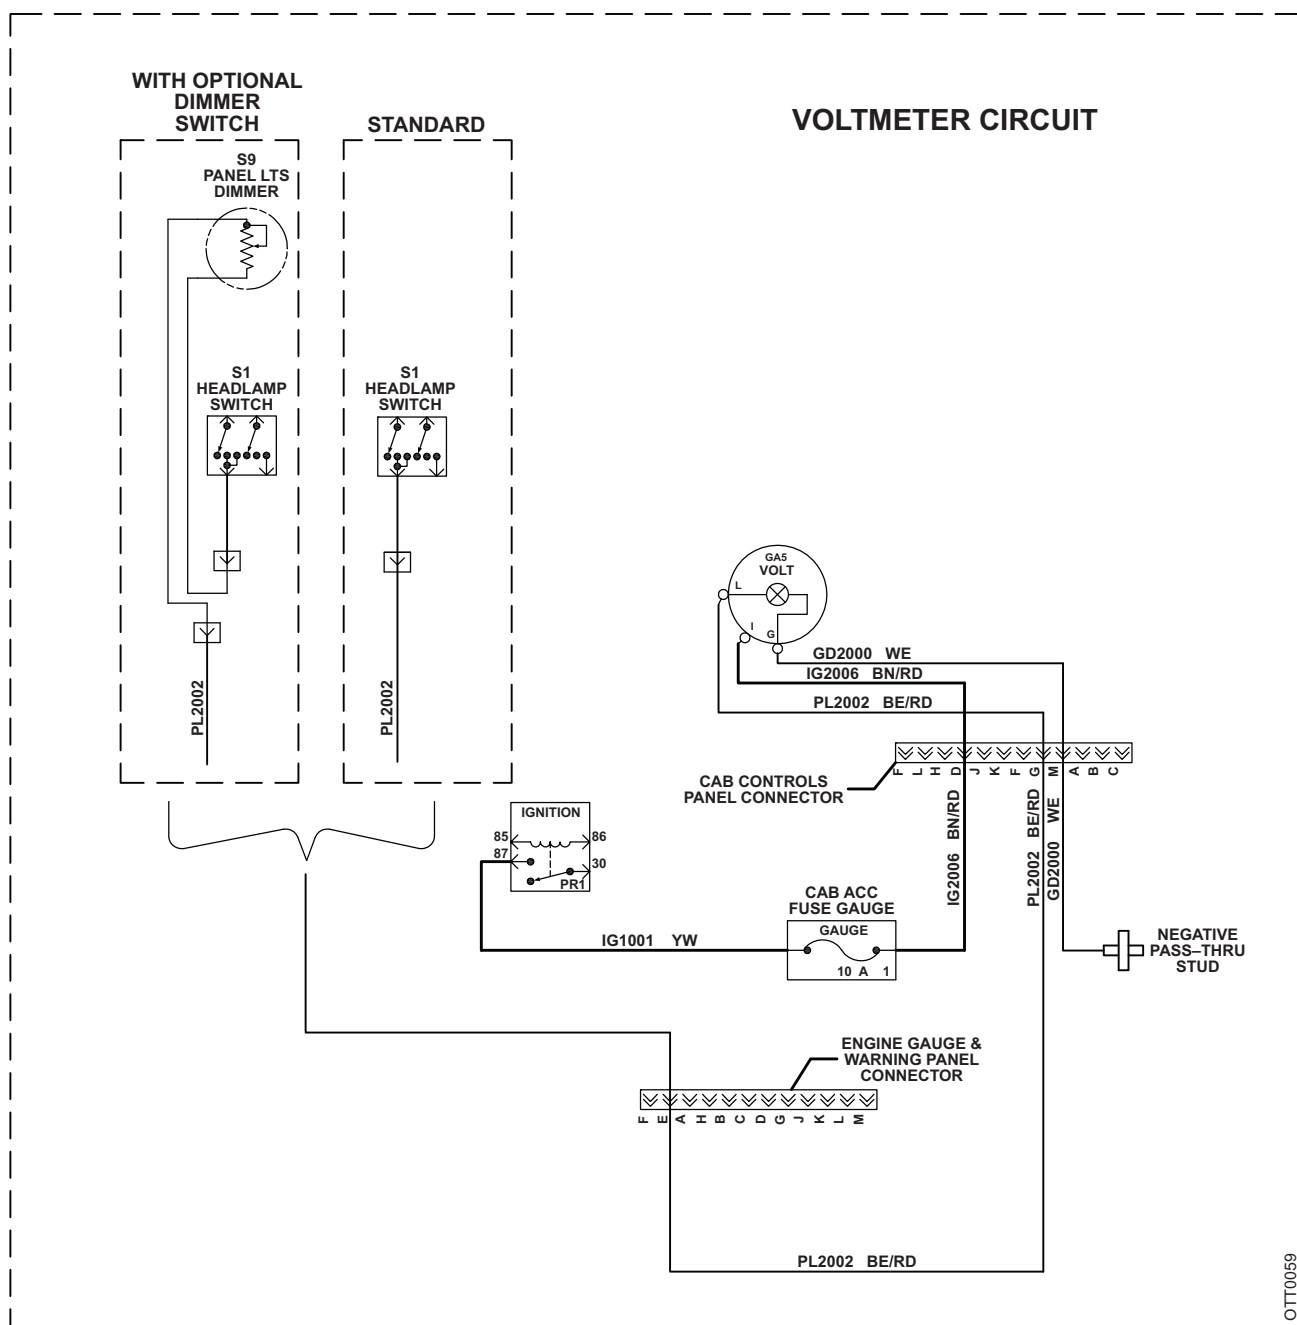 VOLTMETER CIRCUIT
WITH OPTIONAL
DIMMER
SWITCH
STANDARD
S9
PANEL LTS
DIMMER
S1
HEADLAMP
SWITCH
S1
HEADLAMP
SWITCH
PL2002
PL2002
GA5
VOLT
L
I
G
GD2000 WE
IG2006 BN/RD
PL2002 BE/RD
F L H D J K F G M A B C
CAB CONTROLS
PANEL CONNECTOR
IG2006 BN/RD
PL2002 BE/RD
GD2000 WE
IGNITION
85
86
87
30
PR1
CAB ACC
FUSE GAUGE
GAUGE
10 A 1
IG1001 YW
NEGATIVE
PASS–THRU
STUD
ENGINE GAUGE &
WARNING PANEL
CONNECTOR
F E A H B C D G J K L M
PL2002 BE/RD
OTT0059